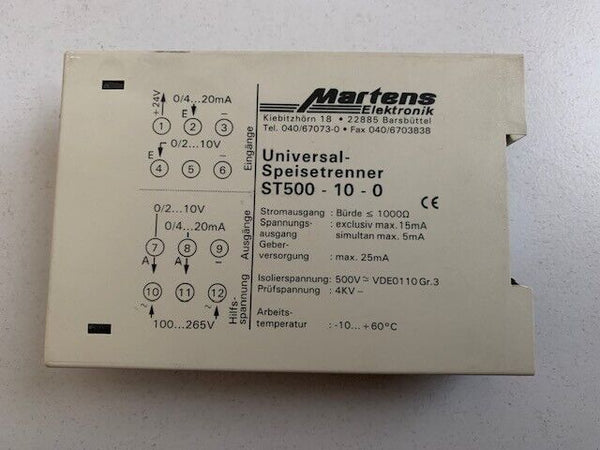 Martens
Elektronik
Kiebitzhörn 18 • 22885 Barsbüttel
Tel. 040/67073-0 • Fax 040/6703838
Universal-
Speisetrenner
ST500 - 10 - 0
CE
Stromausgang : Bürde ≤ 1000Ω
Spannungs- : exclusiv max. 15mA
ausgang simultan max. 5mA
Geber-
versorgung : max. 25mA
Isolierspannung : 500V ≃ VDE0110 Gr.3
Prüfspannung : 4KV –
Arbeits-
temperatur : -10... +60°C
+24V
0/4...20mA
E –
1 2 3
0/2...10V
E –
4 5 6
Eingänge
0/2...10V
0/4...20mA
7 8 9
A A –
Ausgänge
10 11 12
~ ~
100...265V
Hilfs-
spannung